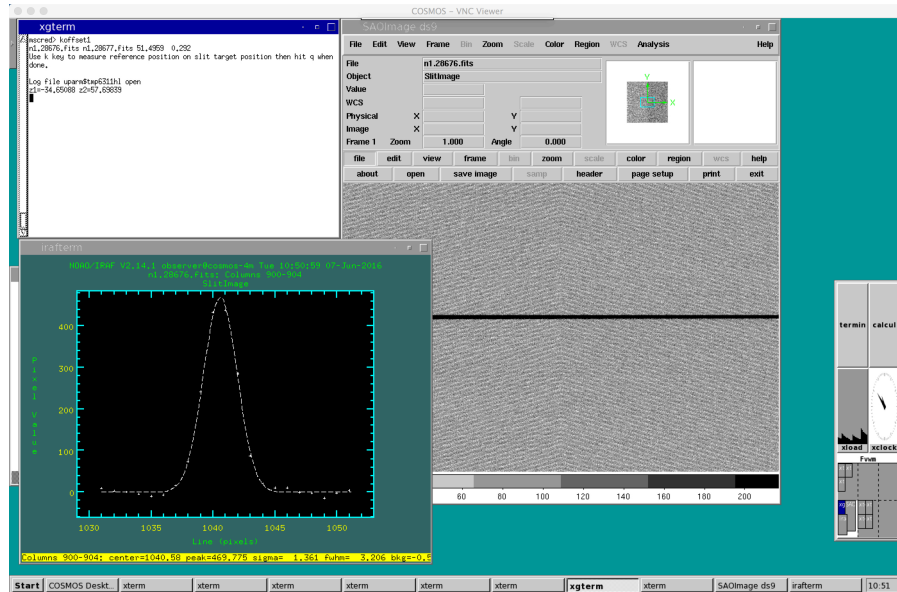 COSMOS - VNC Viewer
xgterm
mscred> koffset1
n1.28676.fits n1.28677.fits 51.4959 0.292
Use k key to measure reference position on slit target position then hit q when
done.
Log file uparm$tmp6311hl open
z1=-34.65088 z2=57.69839
SAOImage ds9
File Edit View Frame Bin Zoom Scale Color Region WCS Analysis Help
File n1.28676.fits
Object SlitImage
Value
WCS
Physical X Y
Image X Y
Frame 1 Zoom 1.000 Angle 0.000
Y
X
file edit view frame bin zoom scale color region wcs help
about open save image samp header page setup print exit
60 80 100 120 140 160 180 200
irafterm
NOAO/IRAF V2.14.1 observer@cosmos-4m Tue 10:50:59 07-Jun-2016
n1.28676.fits: Columns 900-904
SlitImage
400
300
200
100
0
Pixel Value
1030 1035 1040 1045 1050
Line (pixels)
Columns 900-904: center=1040.58 peak=469.775 sigma= 1.361 fwhm= 3.206 bkg=-0.5
termin calcul
xload xclock
Fvwm
Start COSMOS Deskt... xterm xterm xterm xterm xterm xterm xgterm xterm SAOImage ds9 irafterm 10:51